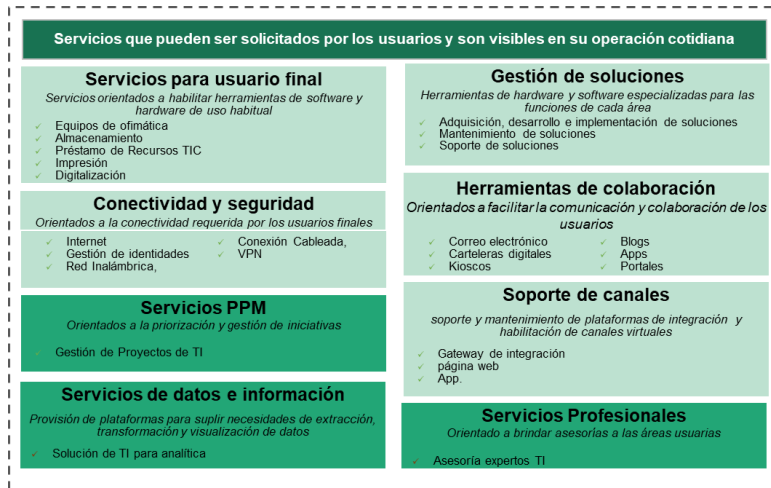 Servicios que pueden ser solicitados por los usuarios y son visibles en su operación cotidiana
Servicios para usuario final
Servicios orientados a habilitar herramientas de software y
hardware de uso habitual
Equipos de ofimática
Almacenamiento
Préstamo de Recursos TIC
Impresión
Digitalización
Conectividad y seguridad
Orientados a la conectividad requerida por los usuarios finales
Internet
Gestión de identidades
Red Inalámbrica,
Conexión Cableada,
VPN
Servicios PPM
Orientados a la priorización y gestión de iniciativas
Gestión de Proyectos de TI
Servicios de datos e información
Provisión de plataformas para suplir necesidades de extracción,
transformación y visualización de datos
Solución de TI para analítica
Gestión de soluciones
Herramientas de hardware y software especializadas para las
funciones de cada área
Adquisición, desarrollo e implementación de soluciones
Mantenimiento de soluciones
Soporte de soluciones
Herramientas de colaboración
Orientados a facilitar la comunicación y colaboración de los
usuarios
Correo electrónico
Carteleras digitales
Kioscos
Blogs
Apps
Portales
Soporte de canales
soporte y mantenimiento de plataformas de integración y
habilitación de canales virtuales
Gateway de integración
página web
App.
Servicios Profesionales
Orientado a brindar asesorías a las áreas usuarias
Asesoría expertos TI